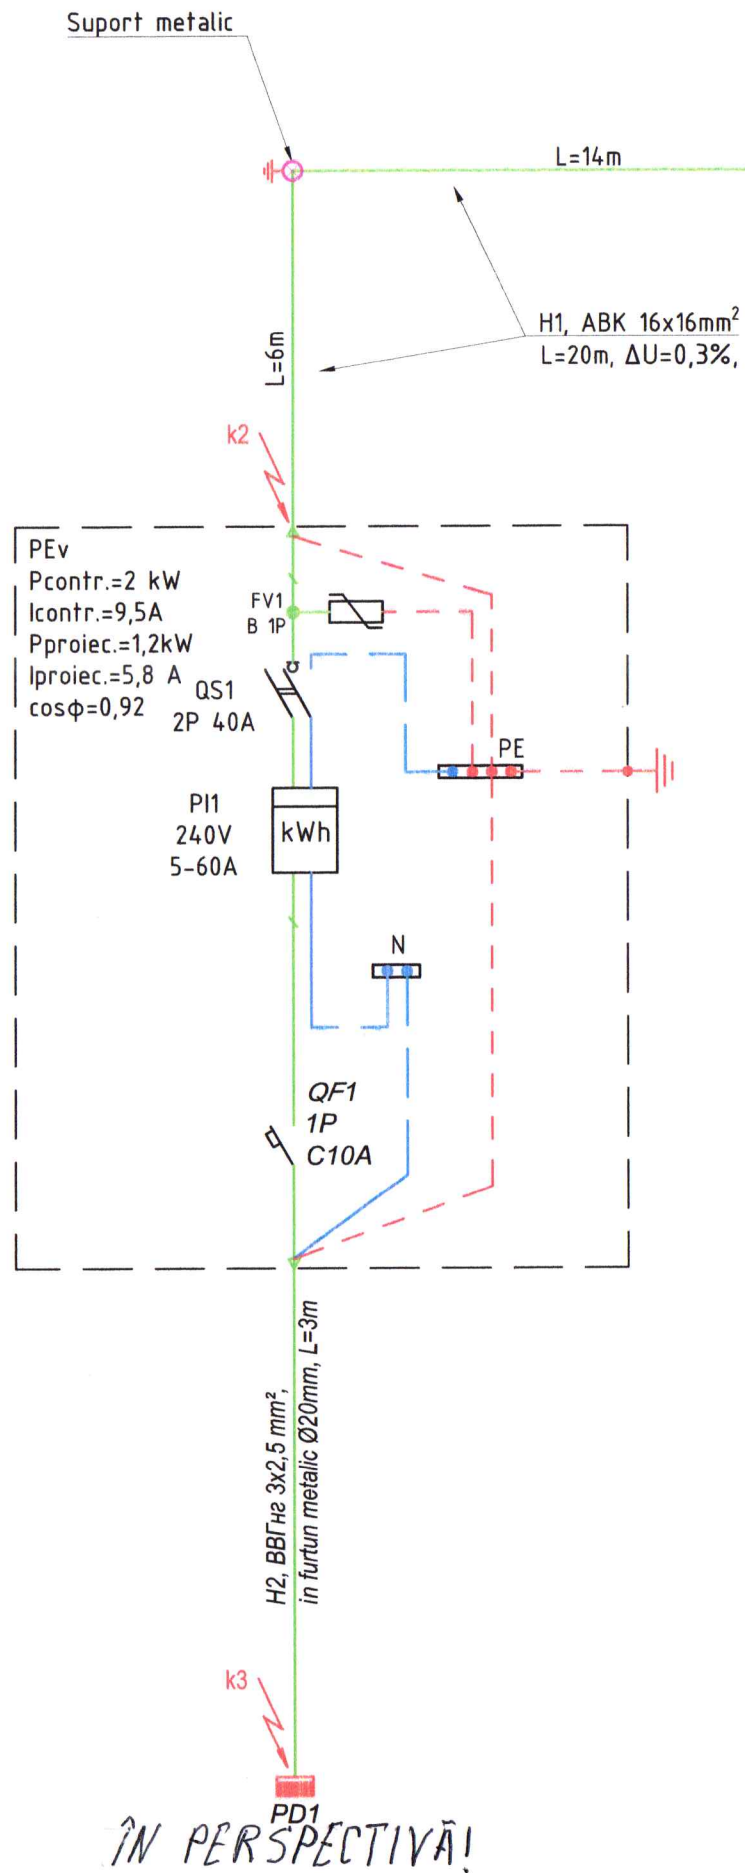 Suport metalic
L=14m
L=6m
H1, ABK 16x16mm²
L=20m, ΔU=0,3%,
k2
PEv
Pcontr.=2 kW
Icontr.=9,5A
Pproiec.=1,2kW
Iproiec.=5,8 A
cosϕ=0,92
FV1
B 1P
QS1
2P 40A
PE
PI1
240V
5-60A
kWh
N
QF1
1P
C10A
H2, ВВГнг 3x2,5 mm²,
in furtun metalic Ø20mm, L=3m
k3
PD1
ÎN PERSPECTIVĂ!